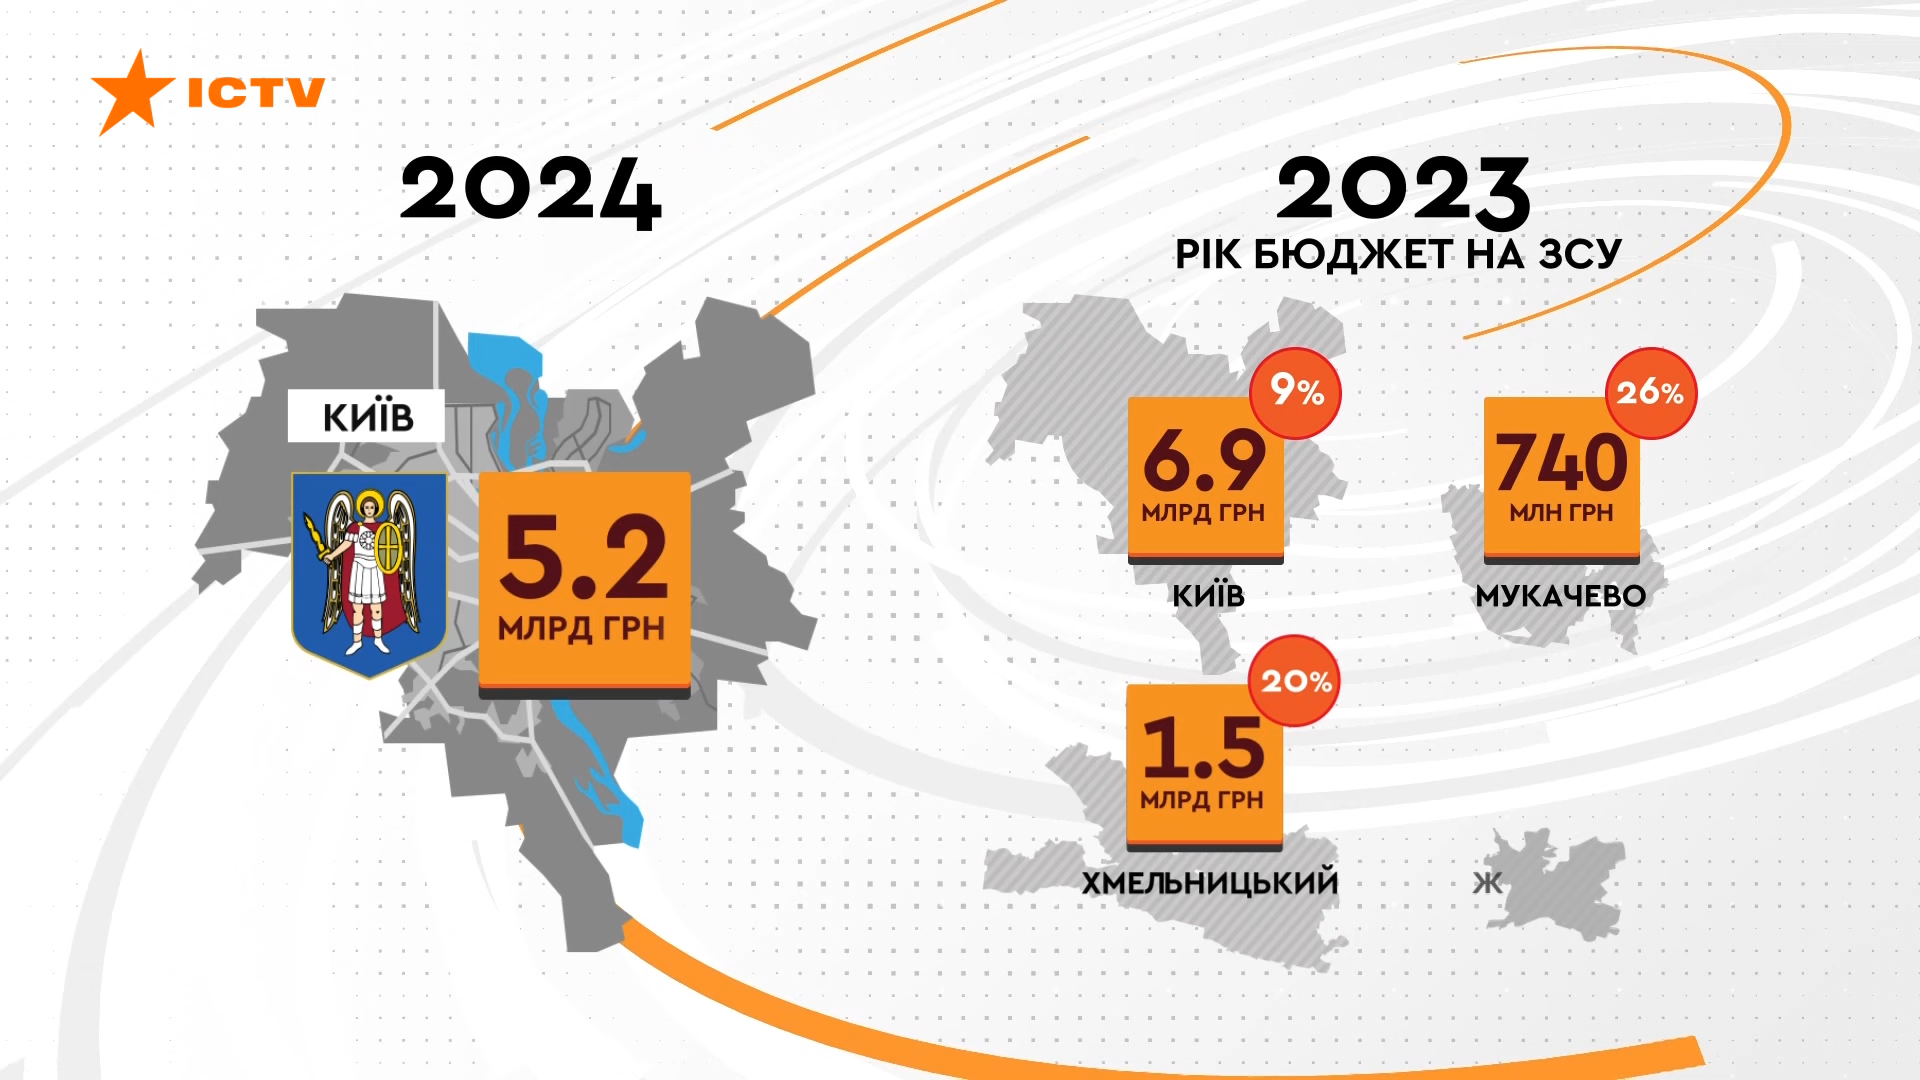 ICTV
2024
КИЇВ
5.2
МЛРД ГРН
2023
РІК БЮДЖЕТ НА ЗСУ
9%
6.9
МЛРД ГРН
КИЇВ
26%
740
МЛН ГРН
МУКАЧЕВО
20%
1.5
МЛРД ГРН
ХМЕЛЬНИЦЬКИЙ
Ж